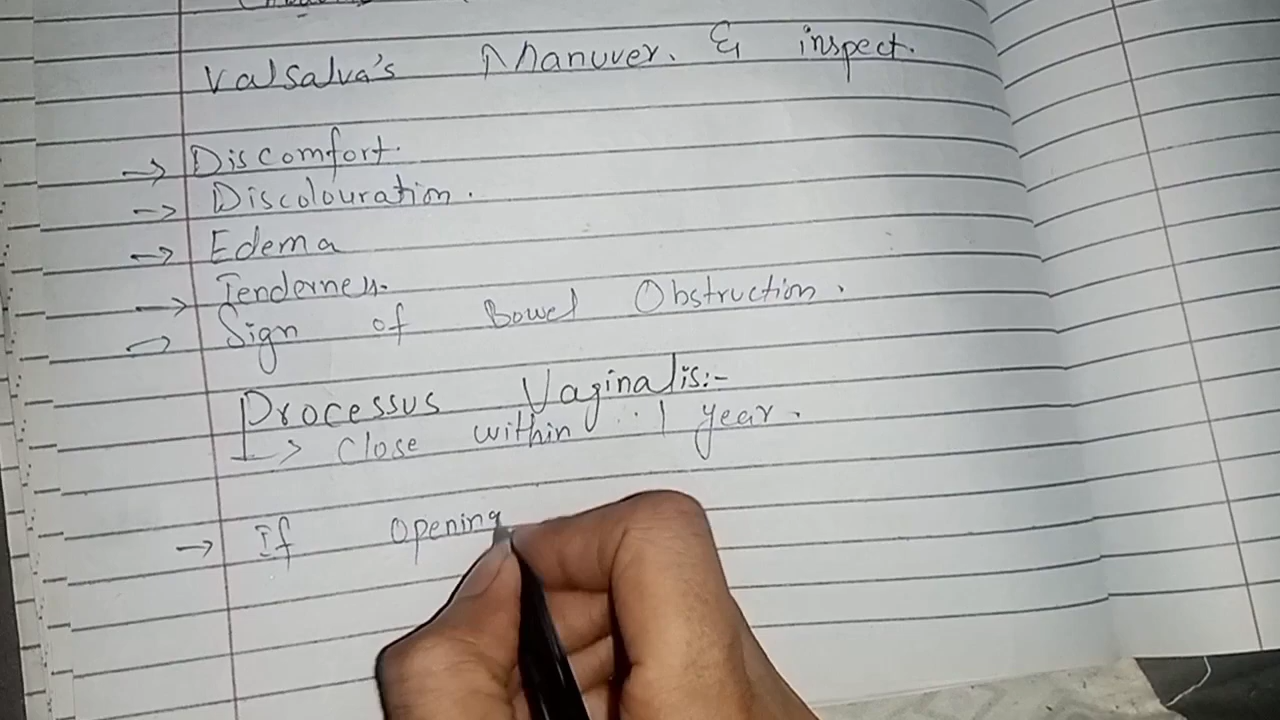 Valsalva's Manuver. & inspect.
→ Discomfort.
→ Discolouration.
→ Edema
→ Tenderness.
→ Sign of Bowel Obstruction.
Processus Vaginalis:-
→ Close within 1 year.
→ If Opening